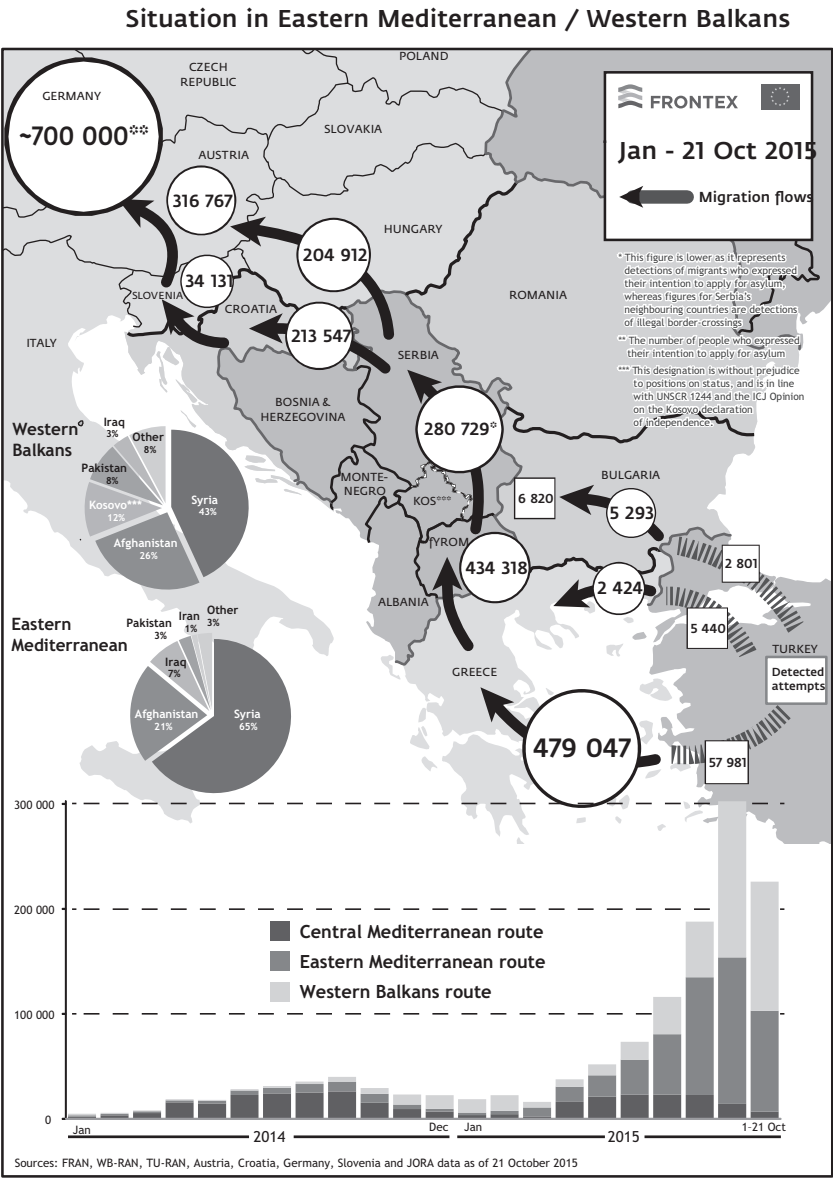 Situation in Eastern Mediterranean / Western Balkans
POLAND
CZECH
REPUBLIC
GERMANY
~700 000**
SLOVAKIA
AUSTRIA
316 767
HUNGARY
204 912
34 131
SLOVENIA
CROATIA
213 547
ROMANIA
ITALY
SERBIA
BOSNIA &
HERZEGOVINA
280 729*
MONTE-
NEGRO
KOS***
6 820
BULGARIA
5 293
fYROM
434 318
2 424
2 801
5 440
ALBANIA
GREECE
TURKEY
Detected
attempts
479 047
57 981
FRONTEX
Jan - 21 Oct 2015
Migration flows
* This figure is lower as it represents
detections of migrants who expressed
their intention to apply for asylum,
whereas figures for Serbia's
neighbouring countries are detections
of illegal border-crossings
** The number of people who expressed
their intention to apply for asylum
*** This designation is without prejudice
to positions on status, and is in line
with UNSCR 1244 and the ICJ Opinion
on the Kosovo declaration
of independence.
Western
Balkans
Iraq
3%
Other
8%
Pakistan
8%
Kosovo***
12%
Syria
43%
Afghanistan
26%
Eastern
Mediterranean
Pakistan
3%
Iran
1%
Other
3%
Iraq
7%
Afghanistan
21%
Syria
65%
300 000
200 000
100 000
0
Central Mediterranean route
Eastern Mediterranean route
Western Balkans route
Jan
Dec
Jan
1-21 Oct
2014
2015
Sources: FRAN, WB-RAN, TU-RAN, Austria, Croatia, Germany, Slovenia and JORA data as of 21 October 2015